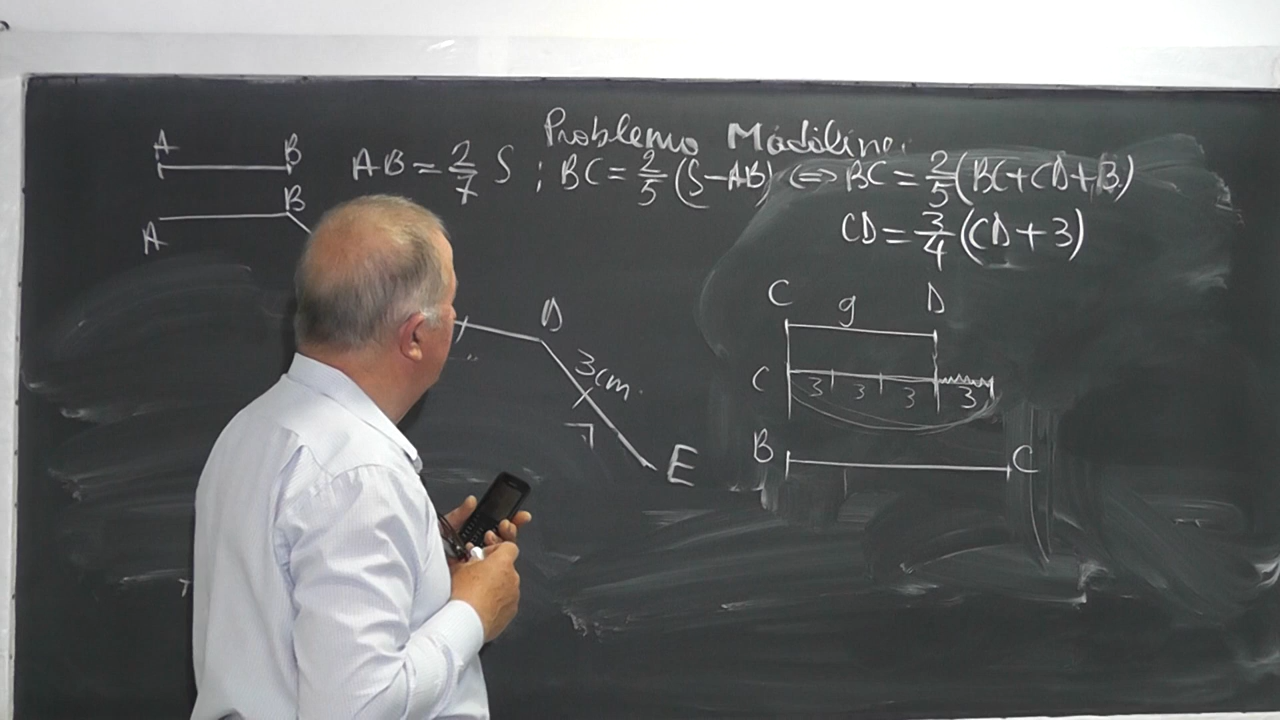 Problema Mădălinei
A B
AB = 2/7 S ; BC = 2/5 (S-AB) <=> BC = 2/5 (BC+CD+3)
CD = 3/4 (CD+3)
A B
D
3cm.
E
C 9 D
C 3 3 3 3
B C